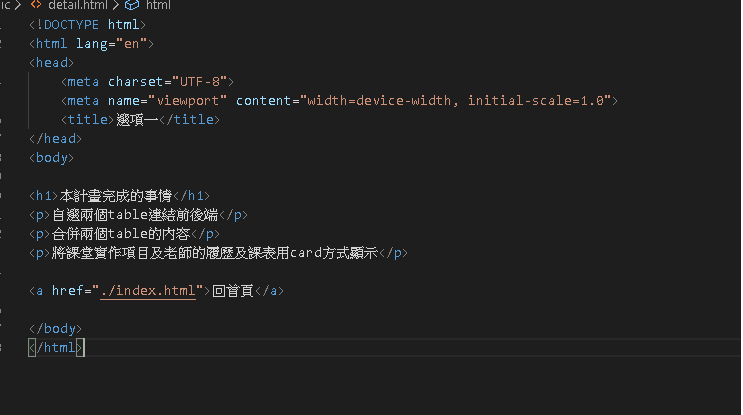 ic > <> detail.html > html
<!DOCTYPE html>
<html lang="en">
<head>
<meta charset="UTF-8">
<meta name="viewport" content="width=device-width, initial-scale=1.0">
<title>選項一</title>
</head>
<body>
<h1>本計畫完成的事情</h1>
<p>自選兩個table連結前後端</p>
<p>合併兩個table的內容</p>
<p>將課堂實作項目及老師的履歷及課表用card方式顯示</p>
<a href="./index.html">回首頁</a>
</body>
</html>